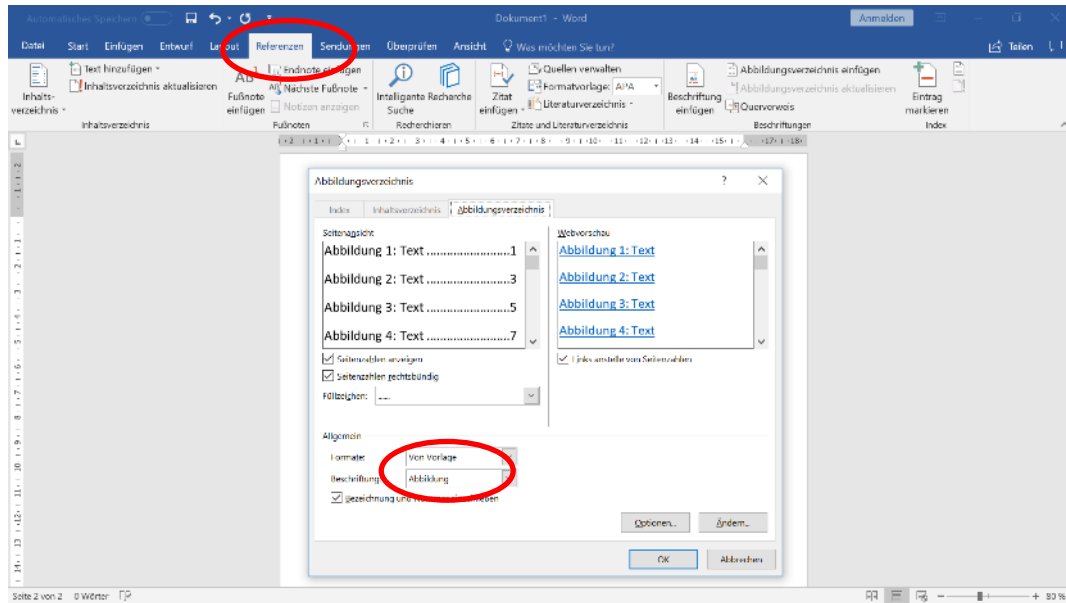 Automatisches Speichern
Dokument1 - Word
Anmelden
Datei Start Einfügen Entwurf Layout Referenzen Sendungen Überprüfen Ansicht Was möchten Sie tun? Teilen
Inhalts-
verzeichnis
Text hinzufügen
Inhaltsverzeichnis aktualisieren
Inhaltsverzeichnis
AB¹
Fußnote
einfügen
Endnote einfügen
Nächste Fußnote
Notizen anzeigen
Fußnoten
Intelligente
Suche
Recherche
Recherchieren
Zitat
einfügen
Quellen verwalten
Formatvorlage: APA
Literaturverzeichnis
Zitate und Literaturverzeichnis
Beschriftung
einfügen
Abbildungsverzeichnis einfügen
Abbildungsverzeichnis aktualisieren
Querverweis
Beschriftungen
Eintrag
markieren
Index
Abbildungsverzeichnis
?
Index Inhaltsverzeichnis Abbildungsverzeichnis
Seitenansicht
Abbildung 1: Text .........................1
Abbildung 2: Text .........................3
Abbildung 3: Text .........................5
Abbildung 4: Text .........................7
Webvorschau
Abbildung 1: Text
Abbildung 2: Text
Abbildung 3: Text
Abbildung 4: Text
Seitenzahlen anzeigen
Seitenzahlen rechtsbündig
Füllzeichen: ......
Links anstelle von Seitenzahlen
Allgemein
Formate: Von Vorlage
Beschriftung Abbildung
Bezeichnung und
Optionen... Ändern...
OK Abbrechen
Seite 2 von 2 0 Wörter
80 %